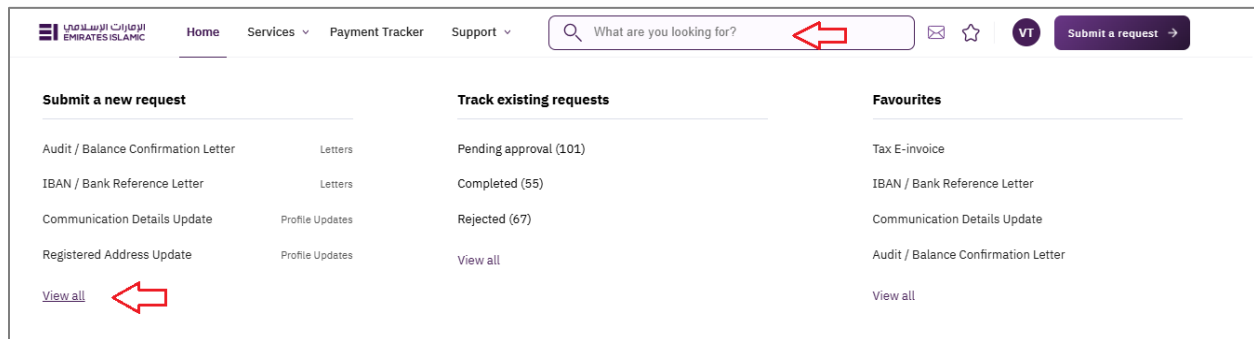 الإمارات الإسلامي
EMIRATES ISLAMIC
Home
Services
Payment Tracker
Support
What are you looking for?
VT
Submit a request
Submit a new request
Audit / Balance Confirmation Letter
Letters
IBAN / Bank Reference Letter
Letters
Communication Details Update
Profile Updates
Registered Address Update
Profile Updates
View all
Track existing requests
Pending approval (101)
Completed (55)
Rejected (67)
View all
Favourites
Tax E-invoice
IBAN / Bank Reference Letter
Communication Details Update
Audit / Balance Confirmation Letter
View all